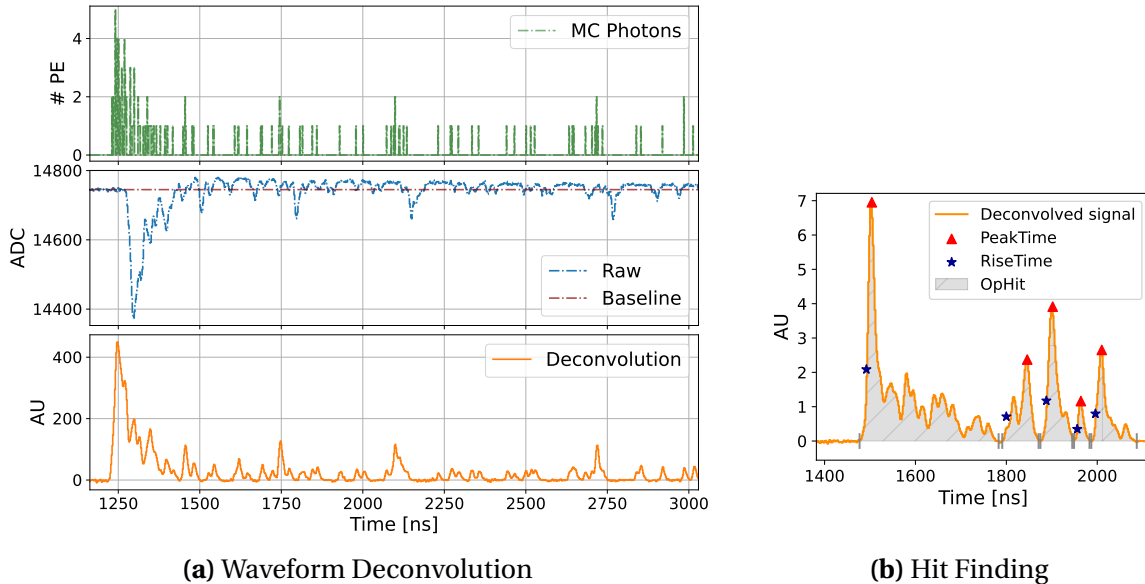 4
2
0
# PE
MC Photons
14800
14600
14400
ADC
Raw
Baseline
400
200
0
AU
Deconvolution
1250 1500 1750 2000 2250 2500 2750 3000
Time [ns]
(a) Waveform Deconvolution
7
6
5
4
3
2
1
0
AU
Deconvolved signal
PeakTime
RiseTime
OpHit
1400 1600 1800 2000
Time [ns]
(b) Hit Finding